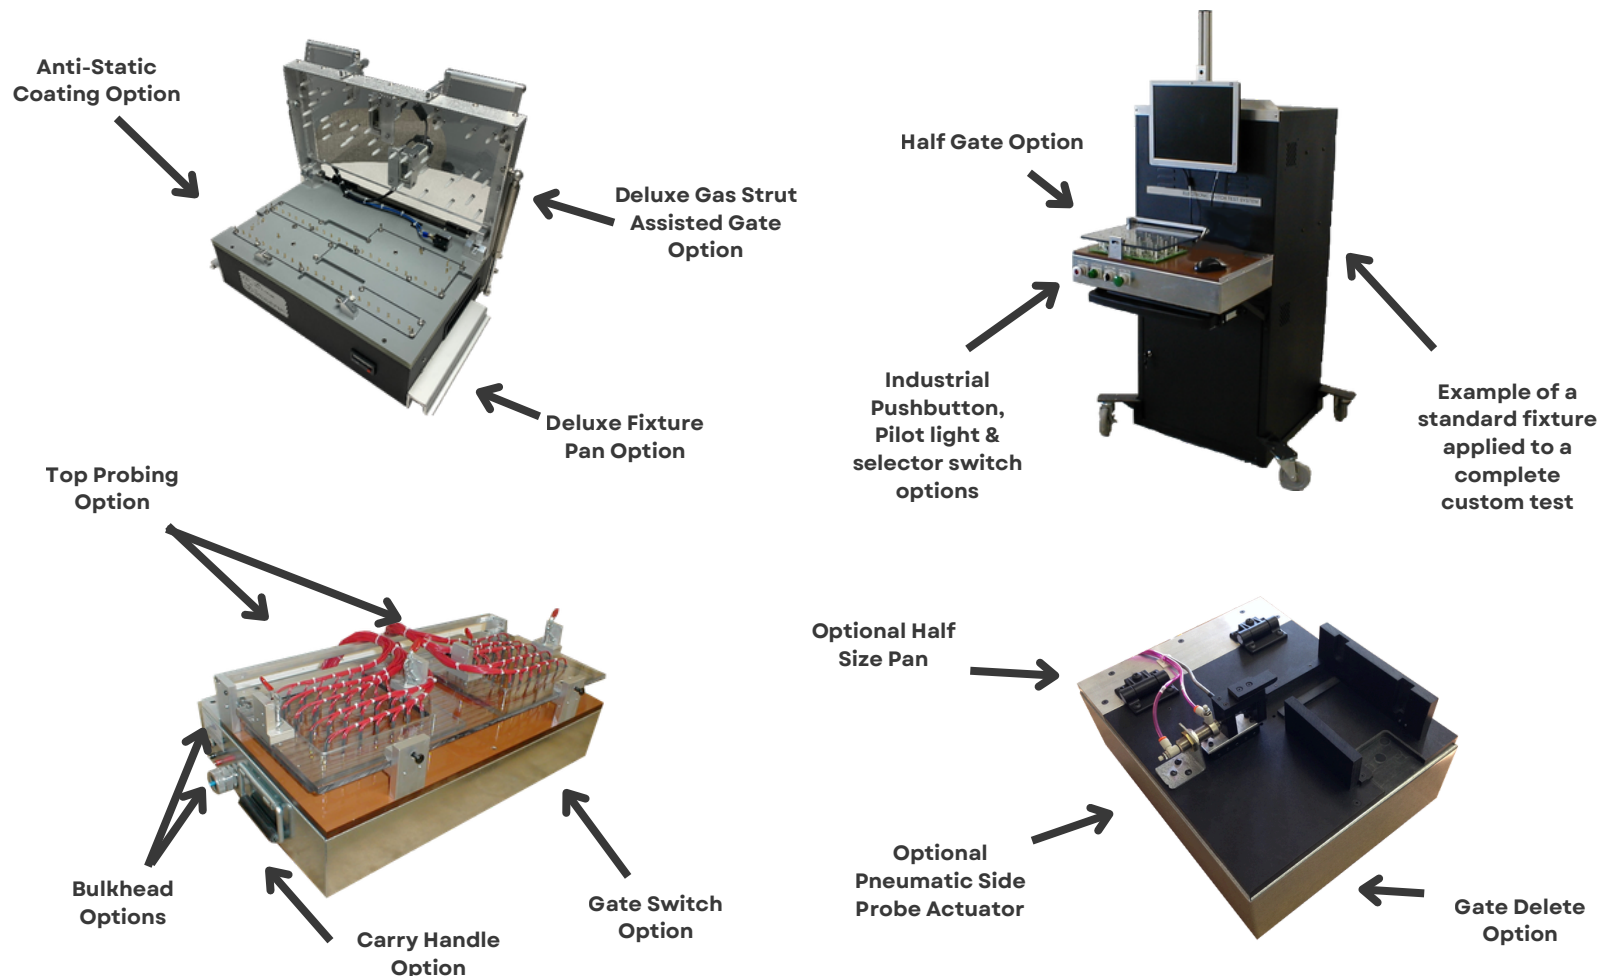 Anti-Static
Coating Option
Deluxe Gas Strut
Assisted Gate
Option
Deluxe Fixture
Pan Option
Half Gate Option
Industrial
Pushbutton,
Pilot light &
selector switch
options
Example of a
standard fixture
applied to a
complete
custom test
Top Probing
Option
Bulkhead
Options
Carry Handle
Option
Gate Switch
Option
Optional Half
Size Pan
Optional
Pneumatic Side
Probe Actuator
Gate Delete
Option